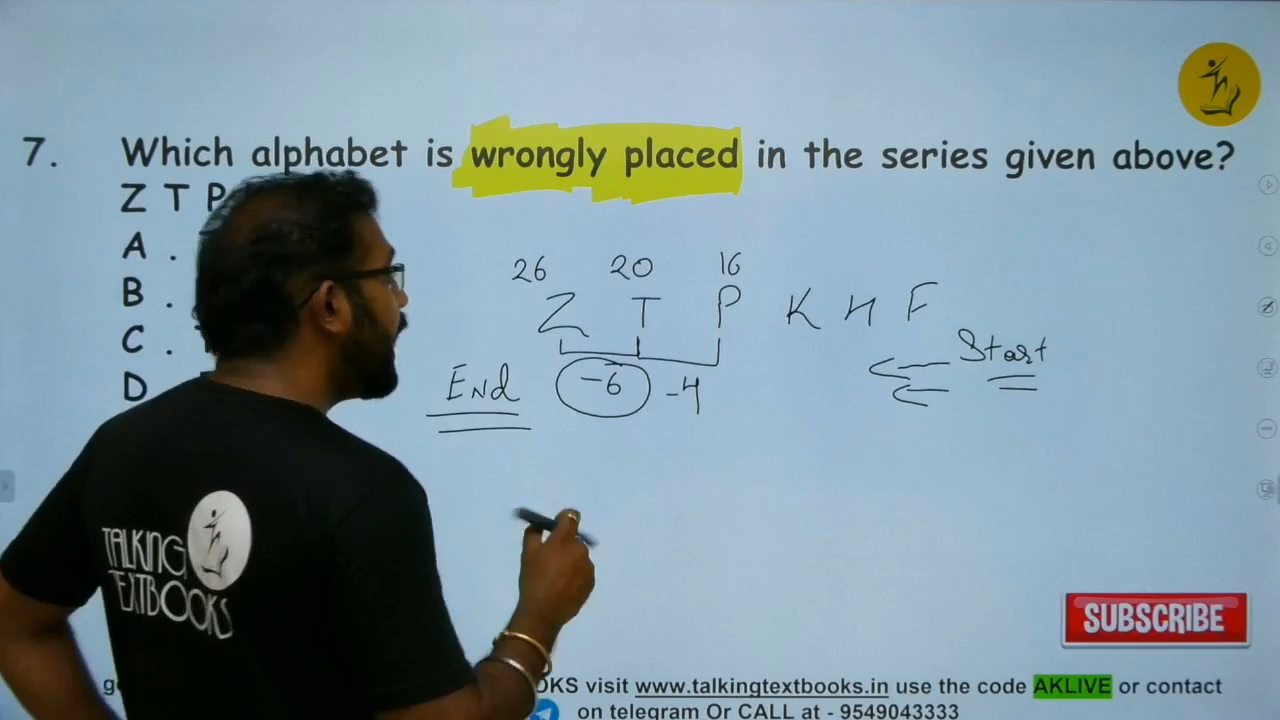 7. Which alphabet is wrongly placed in the series given above?
Z T P
A.
B.
C.
D
26 20 16
Z T P K H F
-6 -4
Start
End
TALKING
TEXTBOOKS
SUBSCRIBE
OKS visit www.talkingtextbooks.in use the code AKLIVE or contact
on telegram Or CALL at - 9549043333